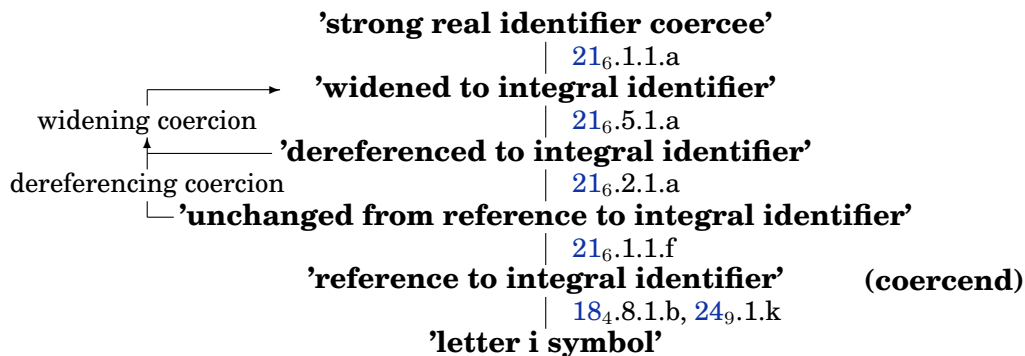 ’strong real identifier coercee’
21₆.1.1.a
’widened to integral identifier’
widening coercion
21₆.5.1.a
’dereferenced to integral identifier’
dereferencing coercion
21₆.2.1.a
’unchanged from reference to integral identifier’
21₆.1.1.f
’reference to integral identifier’ (coercend)
18₄.8.1.b, 24₉.1.k
’letter i symbol’